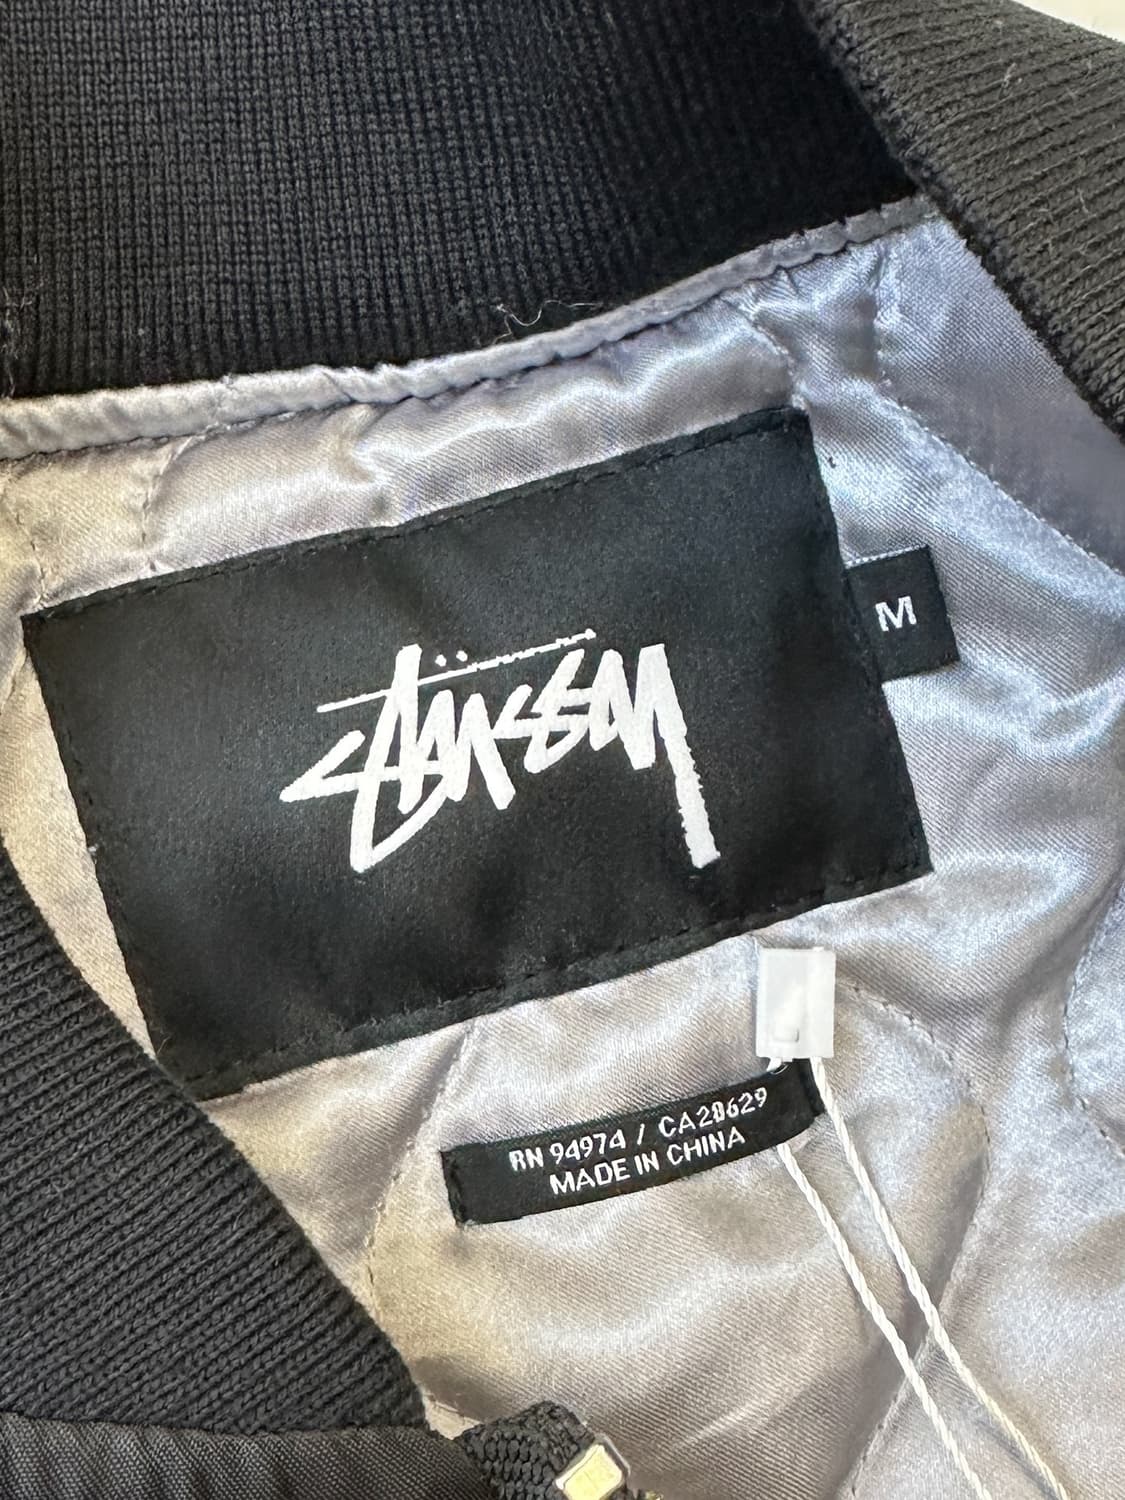 Stüssy
M
RN 94974 / CA28629
MADE IN CHINA